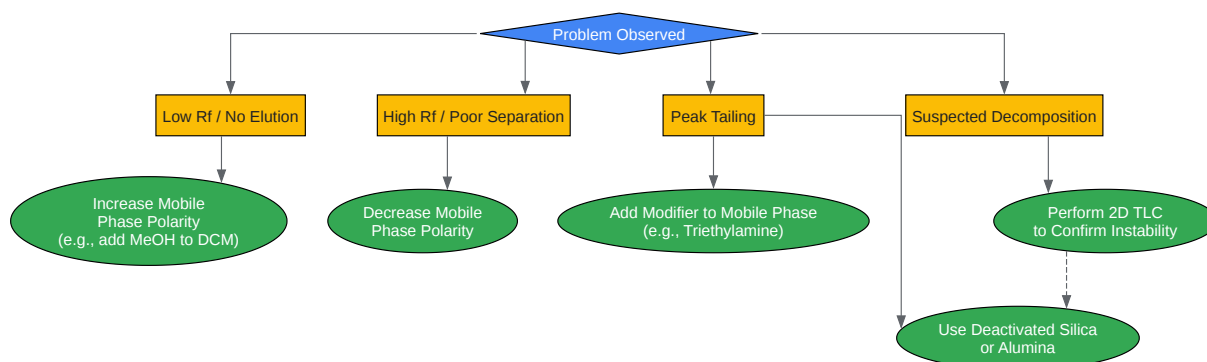 Problem Observed
Low Rf / No Elution
High Rf / Poor Separation
Peak Tailing
Suspected Decomposition
Increase Mobile
Phase Polarity
(e.g., add MeOH to DCM)
Decrease Mobile
Phase Polarity
Add Modifier to Mobile Phase
(e.g., Triethylamine)
Perform 2D TLC
to Confirm Instability
Use Deactivated Silica
or Alumina